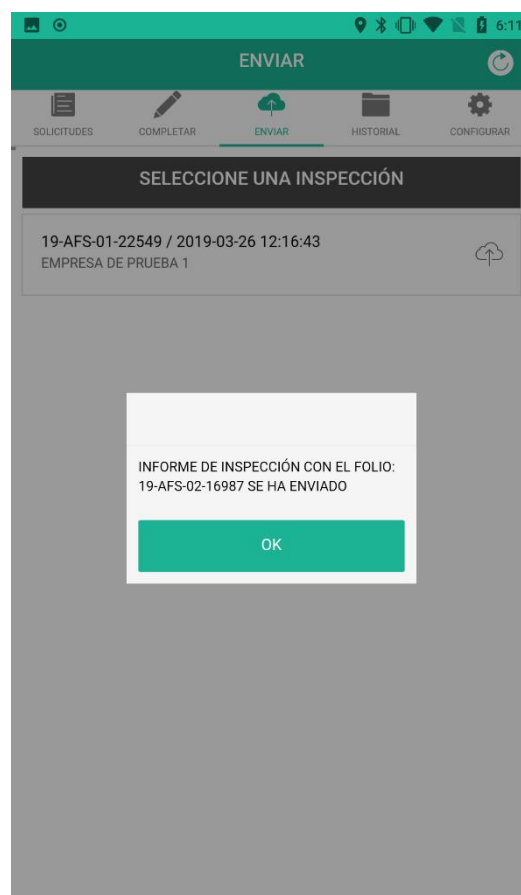 6:11
ENVIAR
SOLICITUDES COMPLETAR ENVIAR HISTORIAL CONFIGURAR
SELECCIONE UNA INSPECCIÓN
19-AFS-01-22549 / 2019-03-26 12:16:43
EMPRESA DE PRUEBA 1
INFORME DE INSPECCIÓN CON EL FOLIO:
19-AFS-02-16987 SE HA ENVIADO
OK